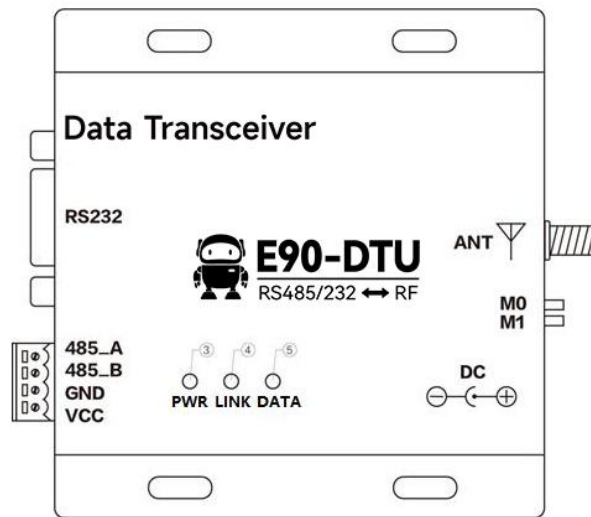 Data Transceiver
RS232
ANT
E90-DTU
RS485/232 ↔ RF
M0
M1
485_A
485_B
GND
VCC
③ ④ ⑤
PWR LINK DATA
DC